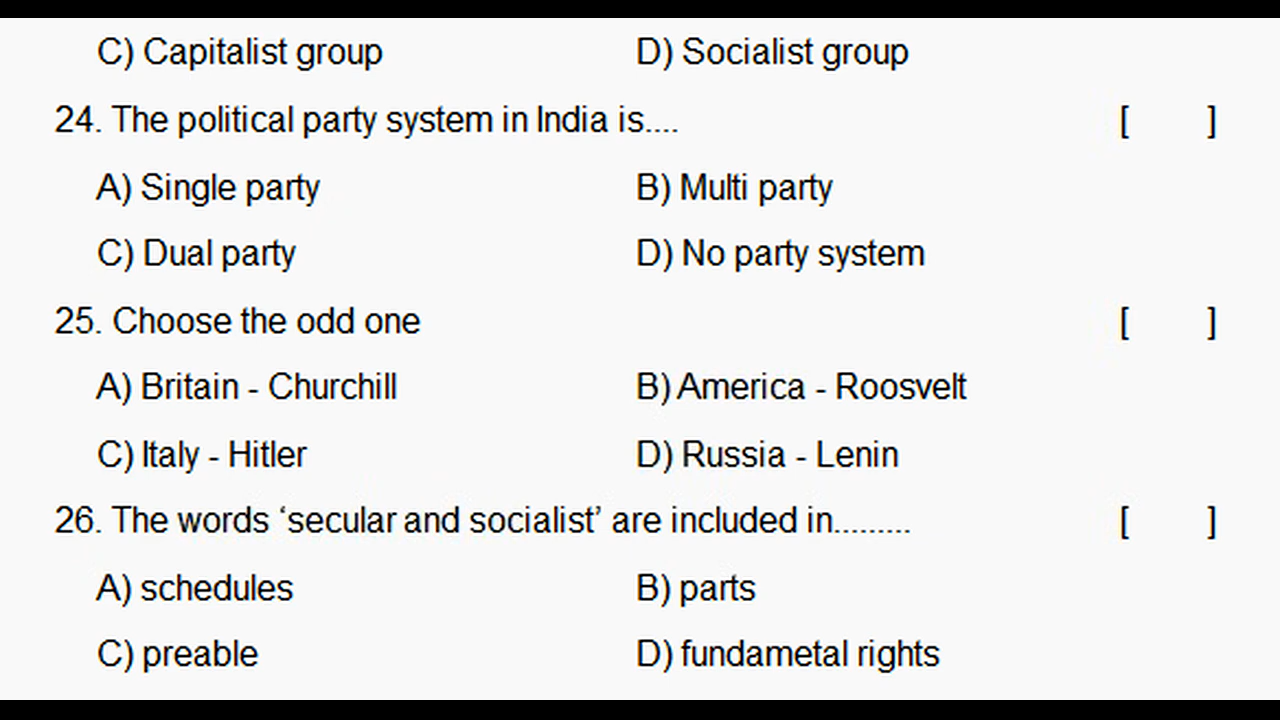 C) Capitalist group D) Socialist group
24. The political party system in India is.... [ ]
A) Single party B) Multi party
C) Dual party D) No party system
25. Choose the odd one [ ]
A) Britain - Churchill B) America - Roosvelt
C) Italy - Hitler D) Russia - Lenin
26. The words ‘secular and socialist’ are included in......... [ ]
A) schedules B) parts
C) preable D) fundametal rights